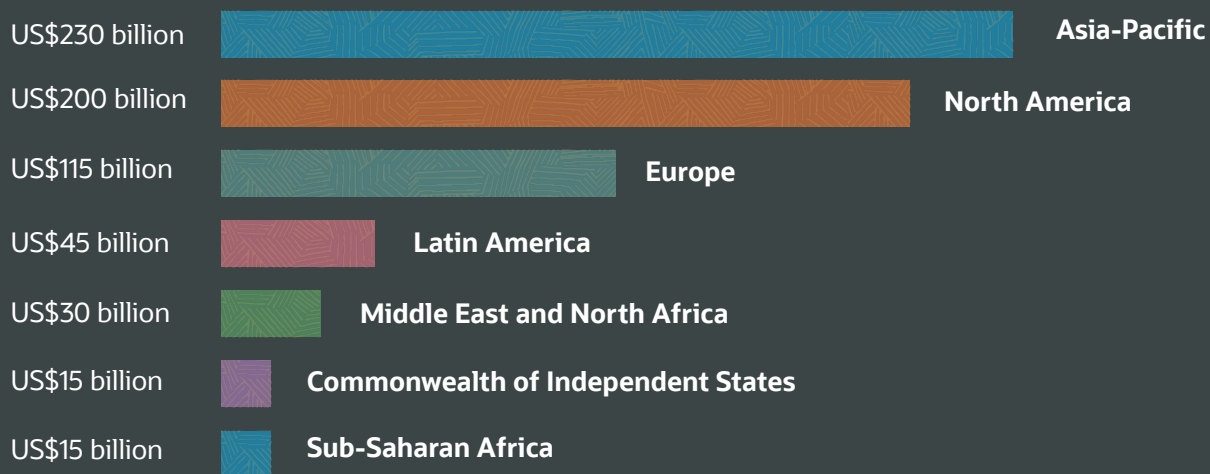 US$230 billion Asia-Pacific
US$200 billion North America
US$115 billion Europe
US$45 billion Latin America
US$30 billion Middle East and North Africa
US$15 billion Commonwealth of Independent States
US$15 billion Sub-Saharan Africa